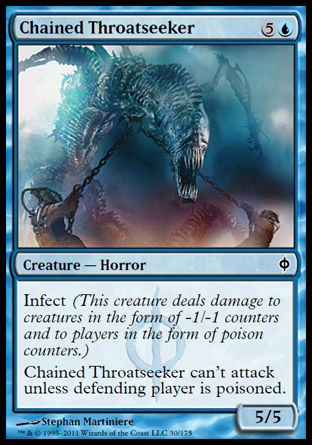 Chained Throatseeker 5
Creature — Horror
Infect (This creature deals damage to
creatures in the form of -1/-1 counters
and to players in the form of poison
counters.)
Chained Throatseeker can't attack
unless defending player is poisoned.
5/5
Stephan Martiniere
™ & © 1993–2011 Wizards of the Coast LLC 30/175